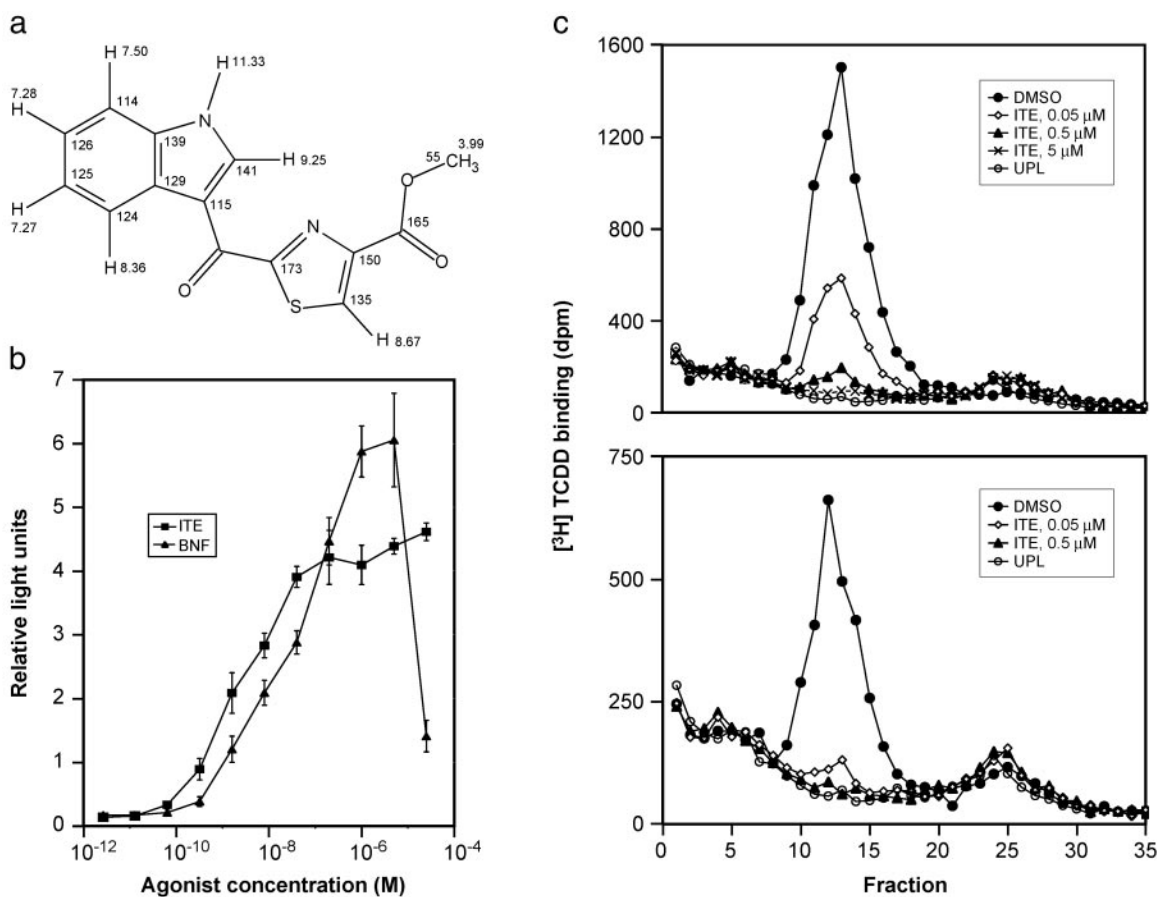 a
H 7.50
H 11.33
7.28
H
114
N
126
139
141
H 9.25
3.99
55 CH3
O
125
129
115
H
7.27
124
H 8.36
O
N
165
O
173
150
S
135
H 8.67
b
7
6
5
4
3
2
1
0
ITE
BNF
Relative light units
10-12
10-10
10-8
10-6
10-4
Agonist concentration (M)
c
1600
1200
800
400
0
DMSO
ITE, 0.05 μM
ITE, 0.5 μM
ITE, 5 μM
UPL
[3H] TCDD binding (dpm)
750
500
250
0
DMSO
ITE, 0.05 μM
ITE, 0.5 μM
UPL
0
5
10
15
20
25
30
35
Fraction